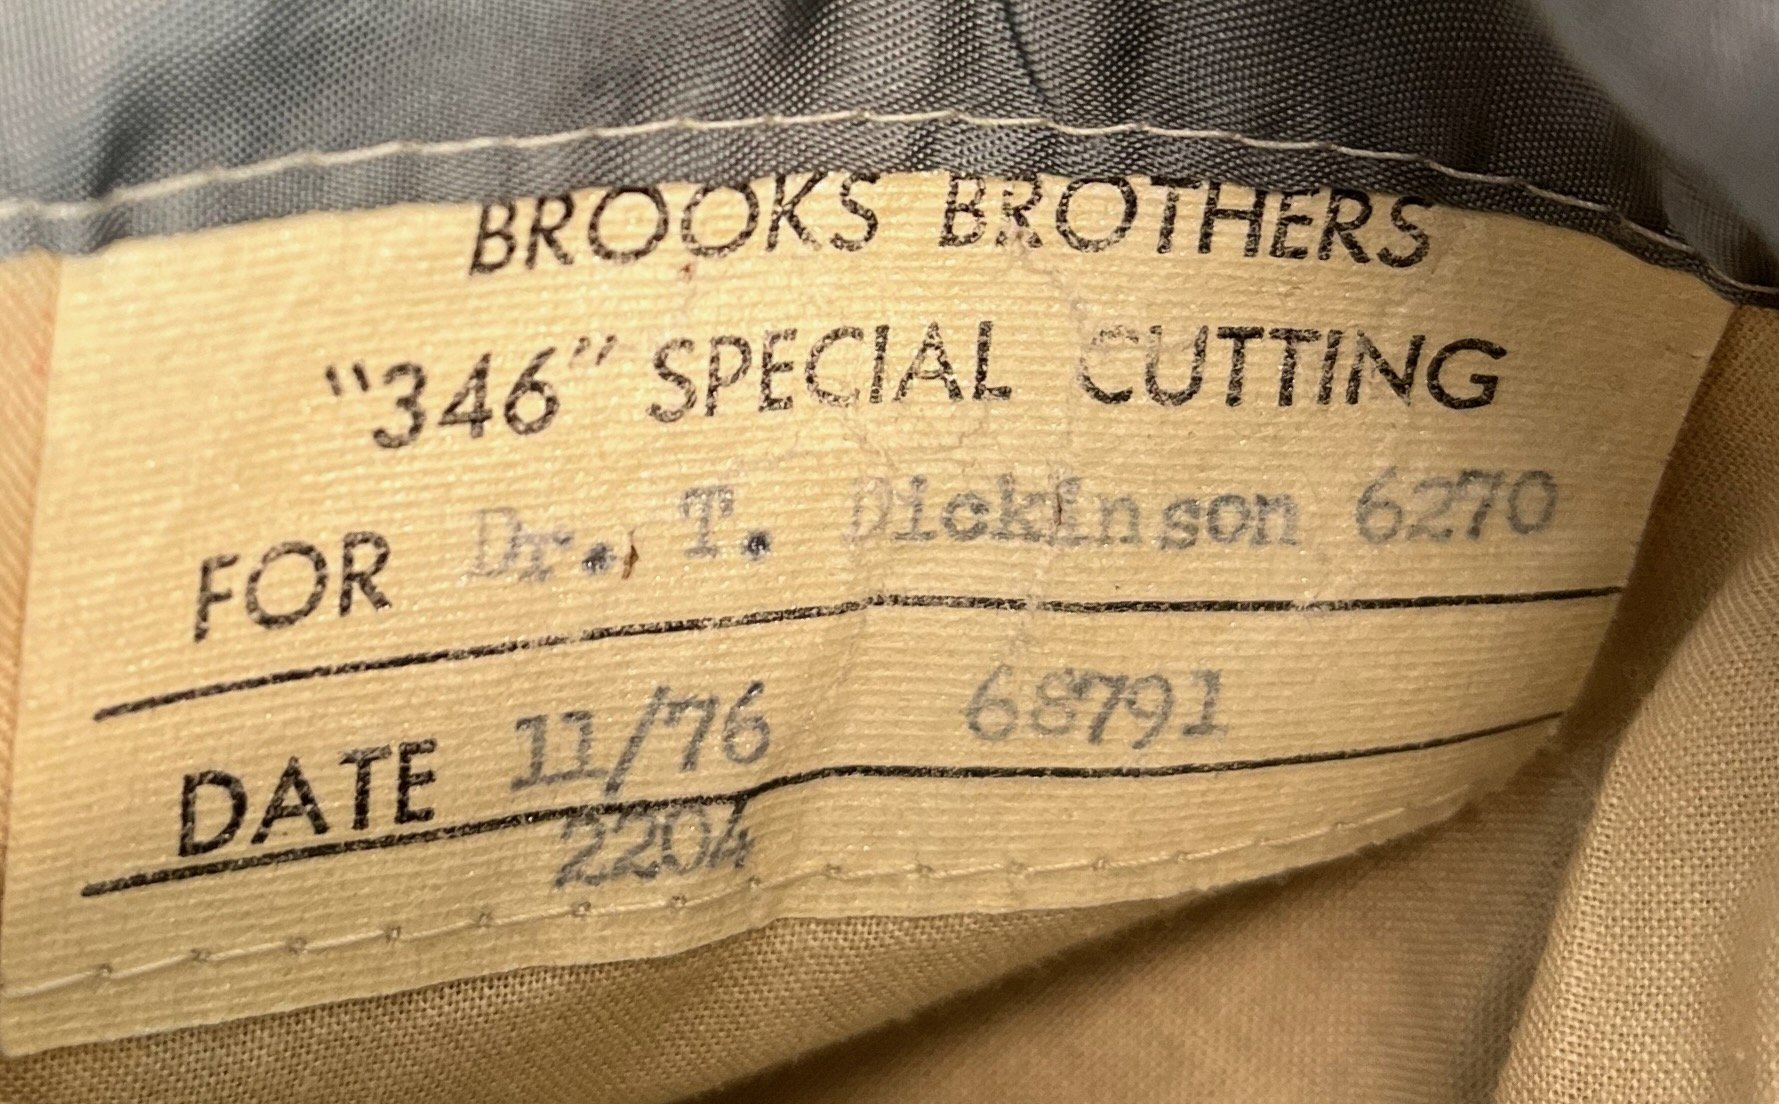 BROOKS BROTHERS
"346" SPECIAL CUTTING
FOR Dr. T. Dickinson 6270
DATE 11/76 68791
2204